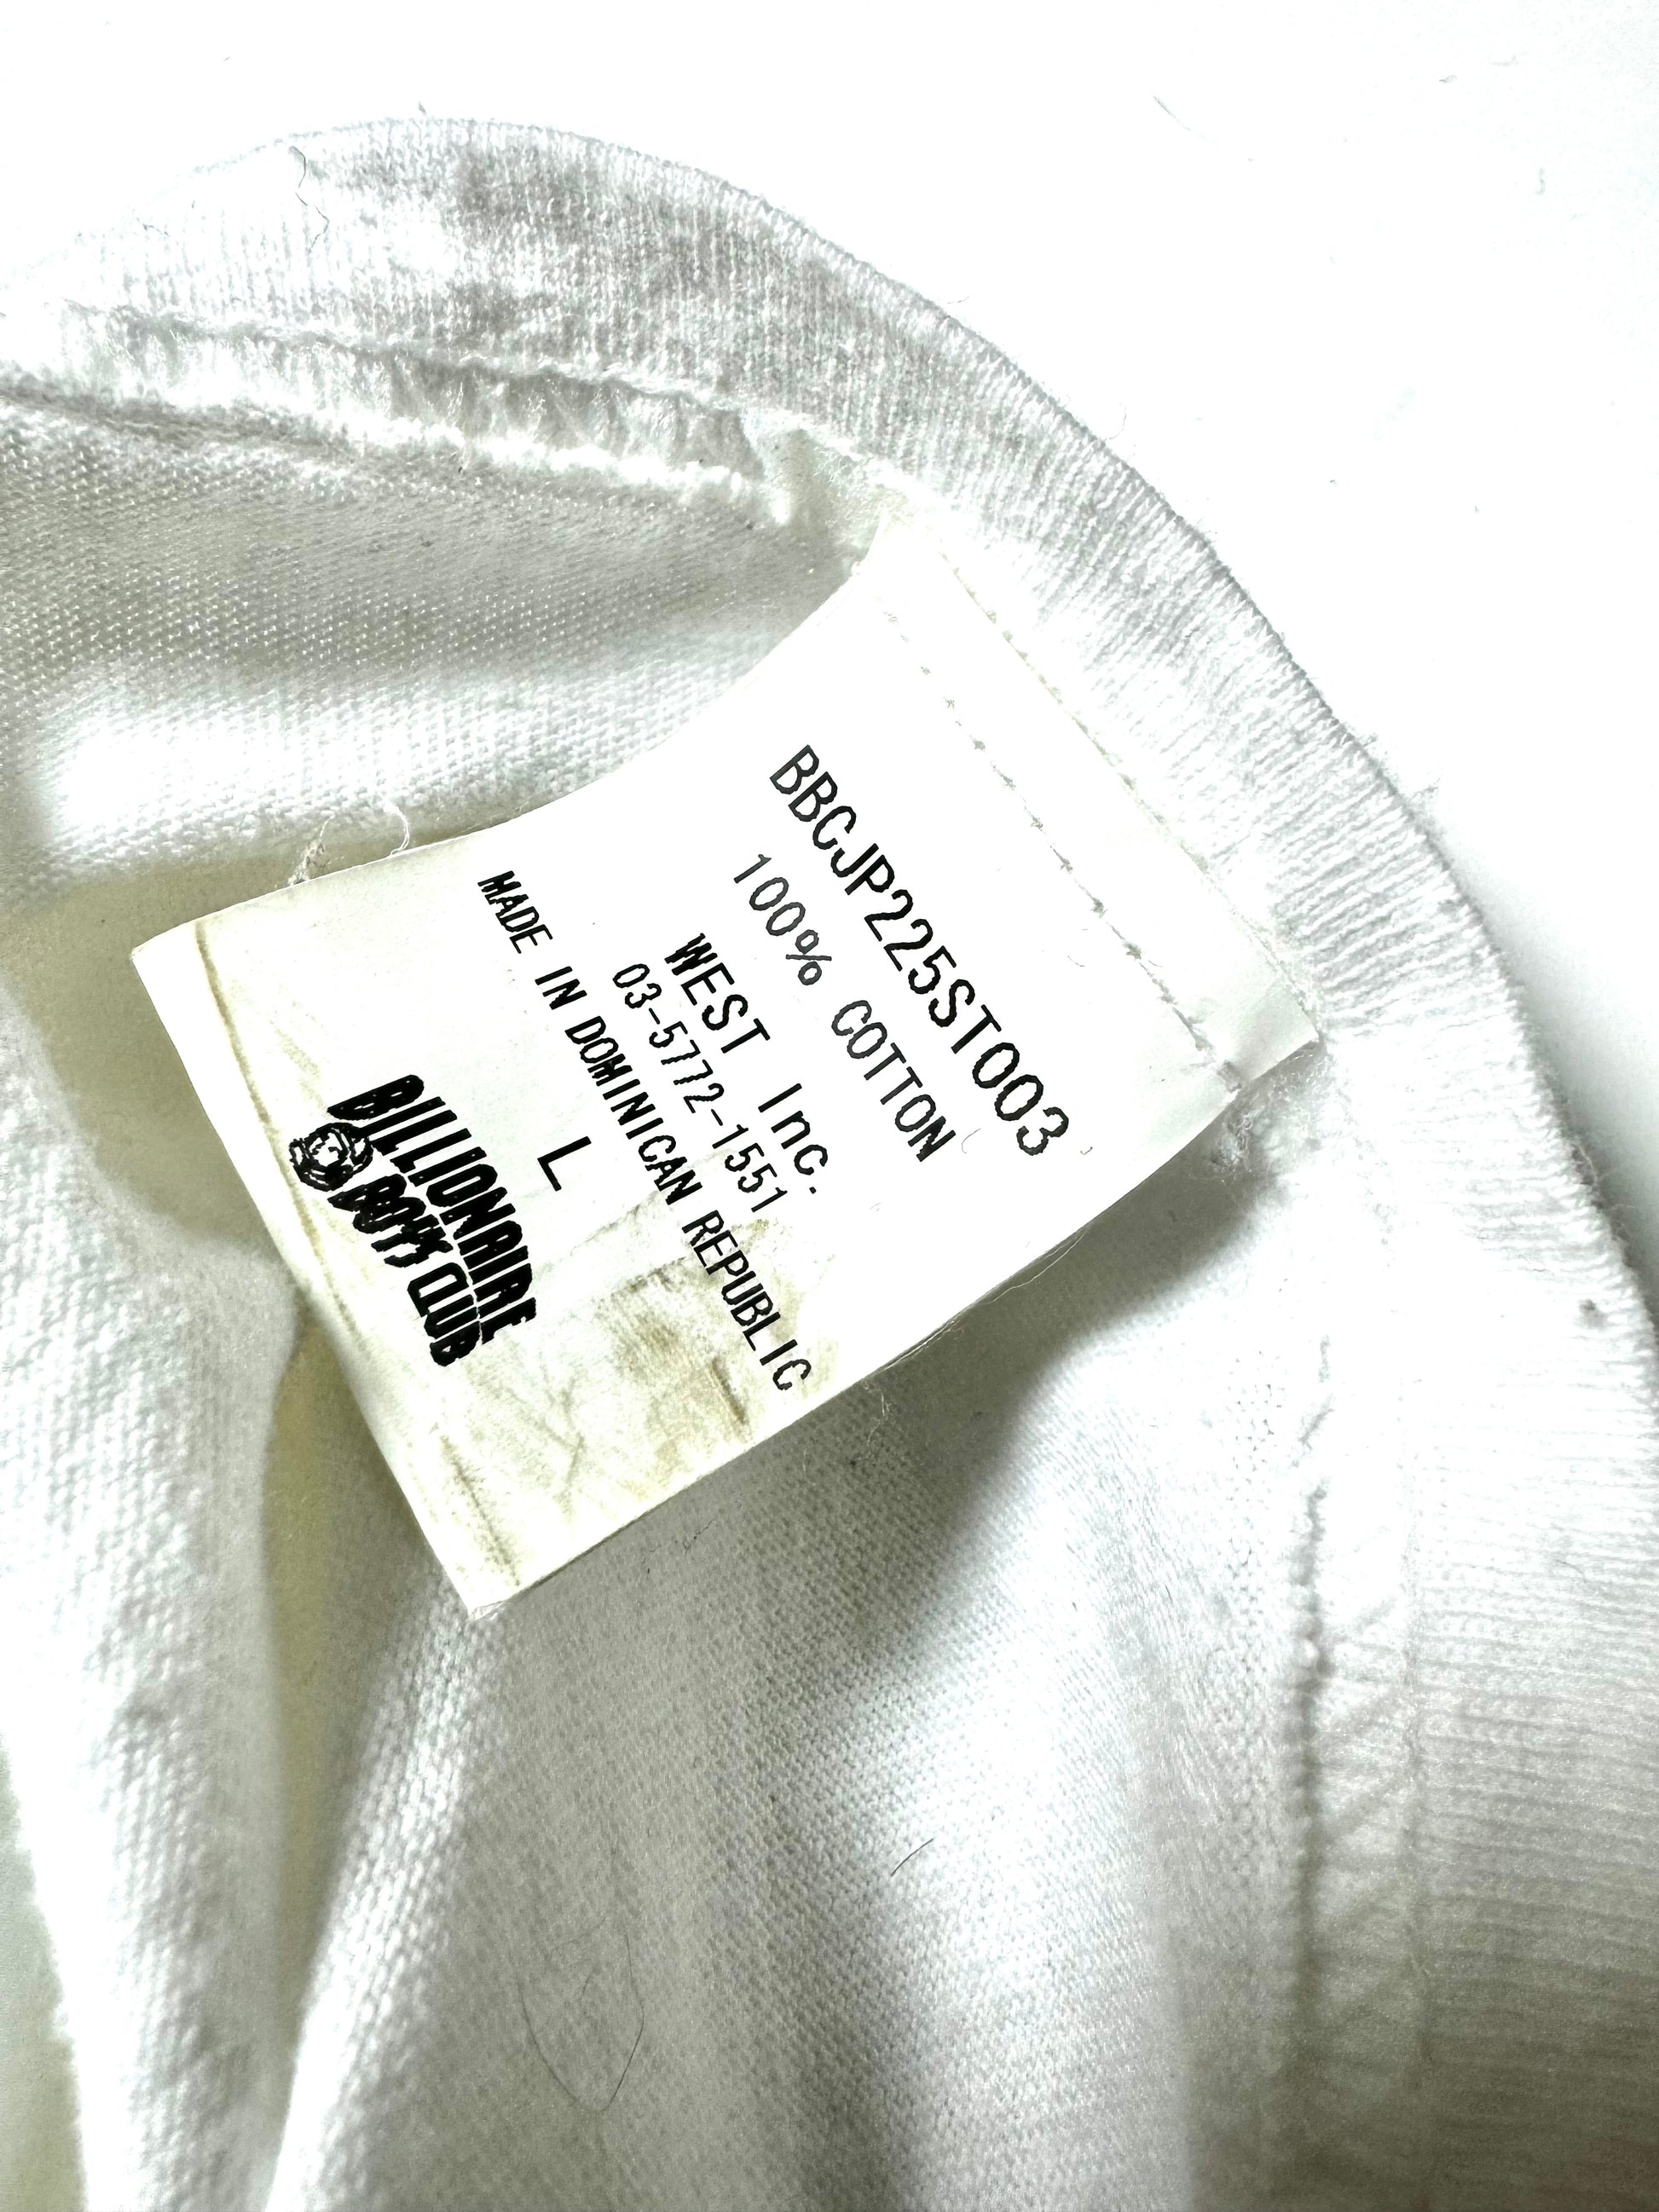 BBCJP225ST003
100% COTTON
WEST Inc.
03-5772-1551
MADE IN DOMINICAN REPUBLIC
L
BILLIONAIRE
BOYS CLUB